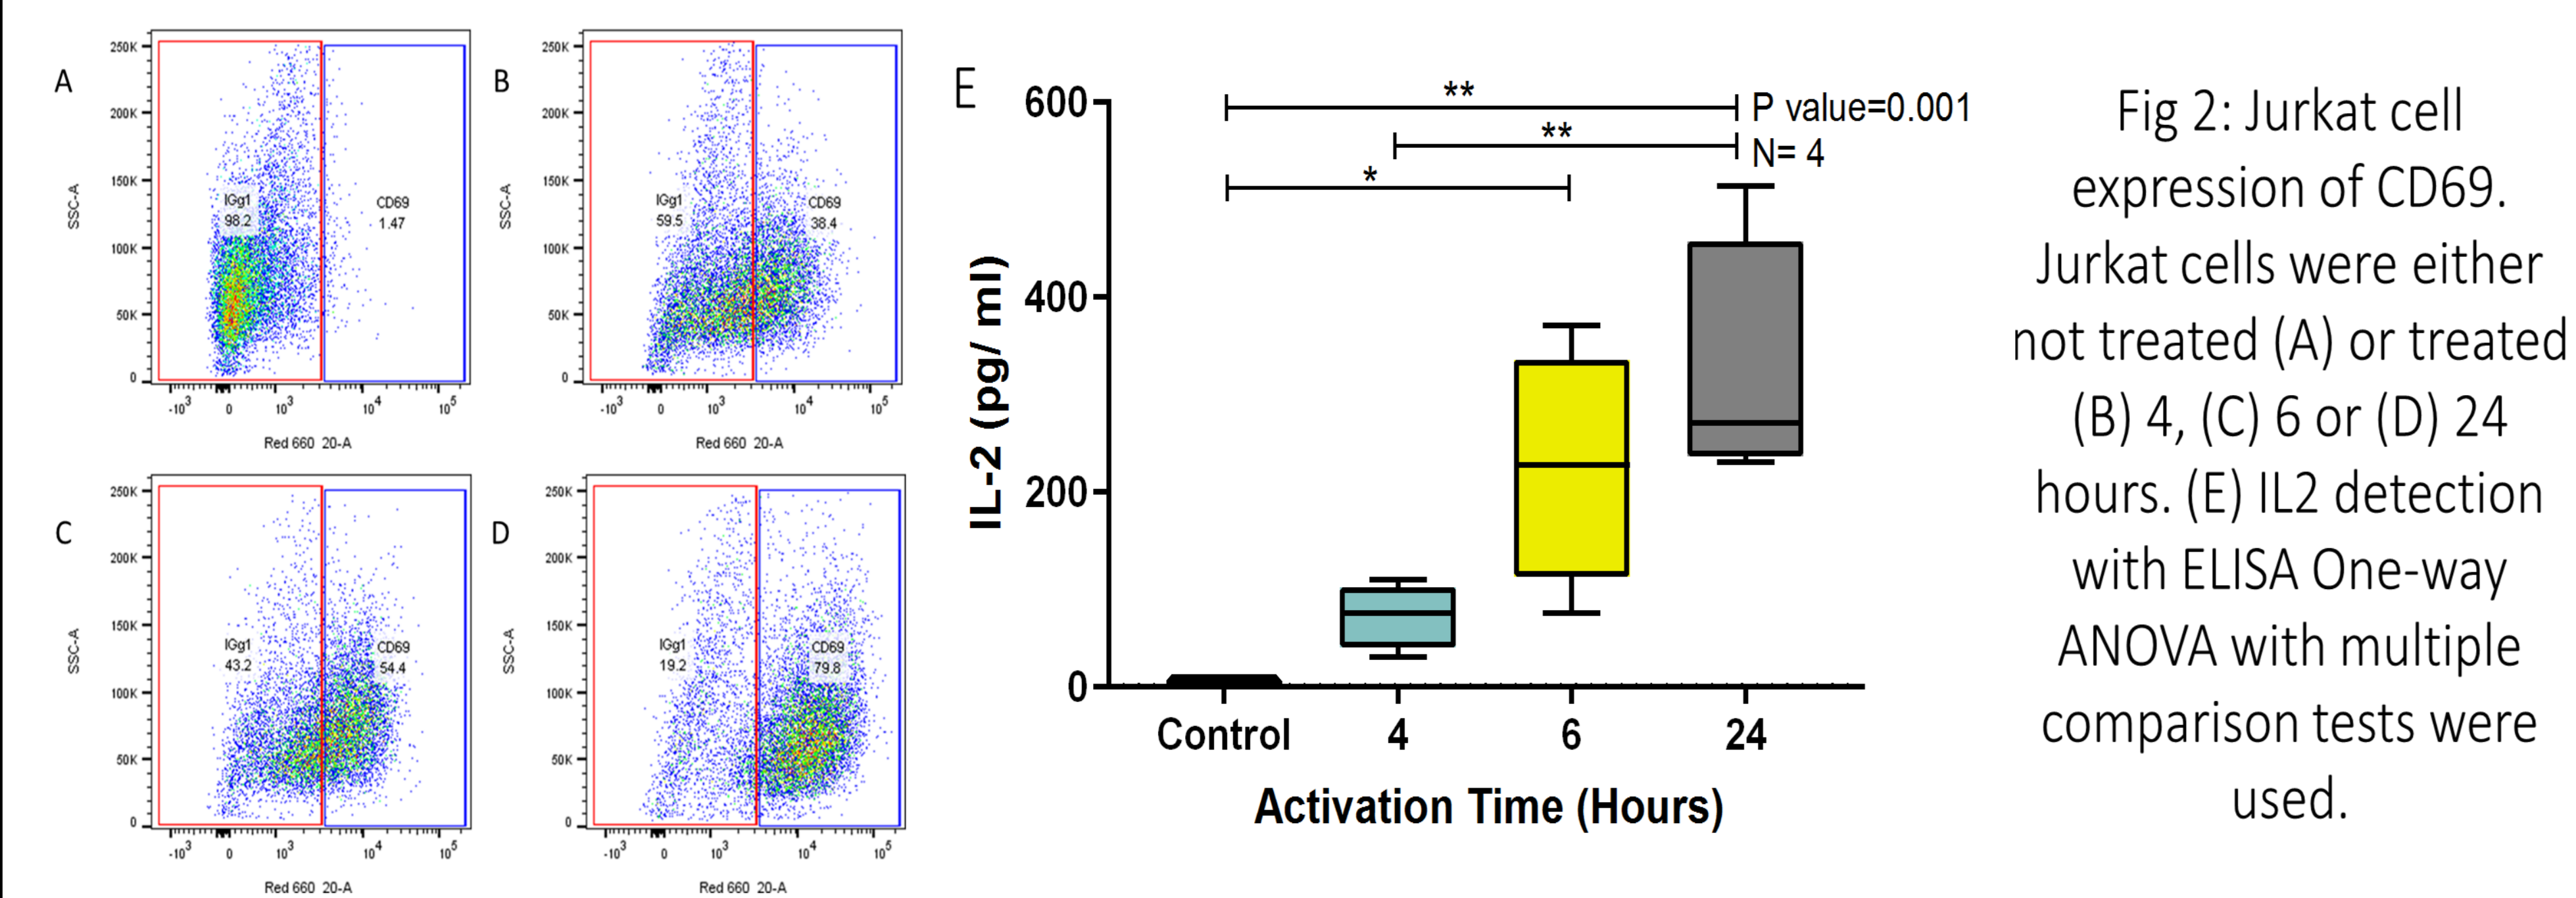 A
250K
200K
150K
100K
50K
0
SSC-A
IGg1
98.2
CD69
1.47
-10³ 0 10³ 10⁴ 10⁵
Red 660 20-A
B
250K
200K
150K
100K
50K
0
SSC-A
IGg1
59.5
CD69
38.4
-10³ 0 10³ 10⁴ 10⁵
Red 660 20-A
C
250K
200K
150K
100K
50K
0
SSC-A
IGg1
43.2
CD69
54.4
-10³ 0 10³ 10⁴ 10⁵
Red 660 20-A
D
250K
200K
150K
100K
50K
0
SSC-A
IGg1
19.2
CD69
79.8
-10³ 0 10³ 10⁴ 10⁵
Red 660 20-A
E
600
400
200
0
IL-2 (pg/ ml)
**
P value=0.001
**
N= 4
*
Control 4 6 24
Activation Time (Hours)
Fig 2: Jurkat cell
expression of CD69.
Jurkat cells were either
not treated (A) or treated
(B) 4, (C) 6 or (D) 24
hours. (E) IL2 detection
with ELISA One-way
ANOVA with multiple
comparison tests were
used.